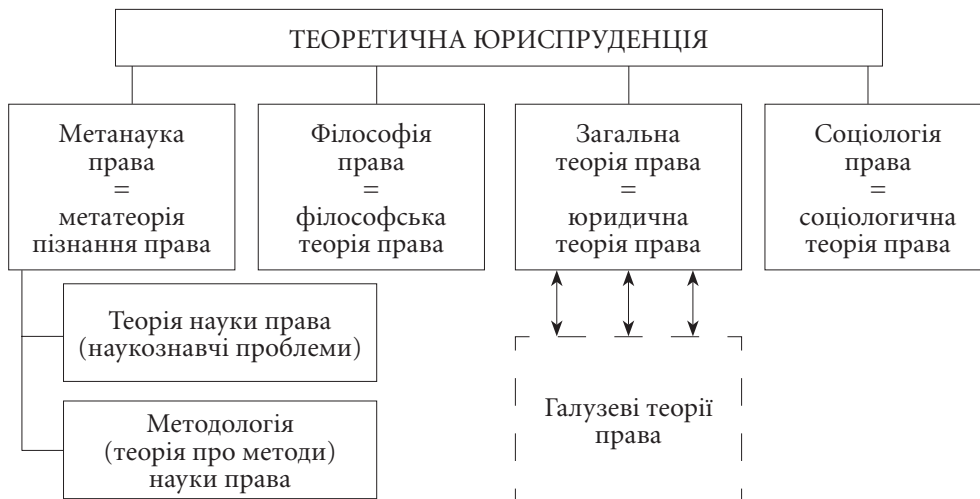 ТЕОРЕТИЧНА ЮРИСПРУДЕНЦІЯ
Метанаука
права
=
метатеорія
пізнання права
Філософія
права
=
філософська
теорія права
Загальна
теорія права
=
юридична
теорія права
Соціологія
права
=
соціологична
теорія права
Теорія науки права
(наукознавчі проблеми)
Методологія
(теорія про методи)
науки права
Галузеві теорії
права